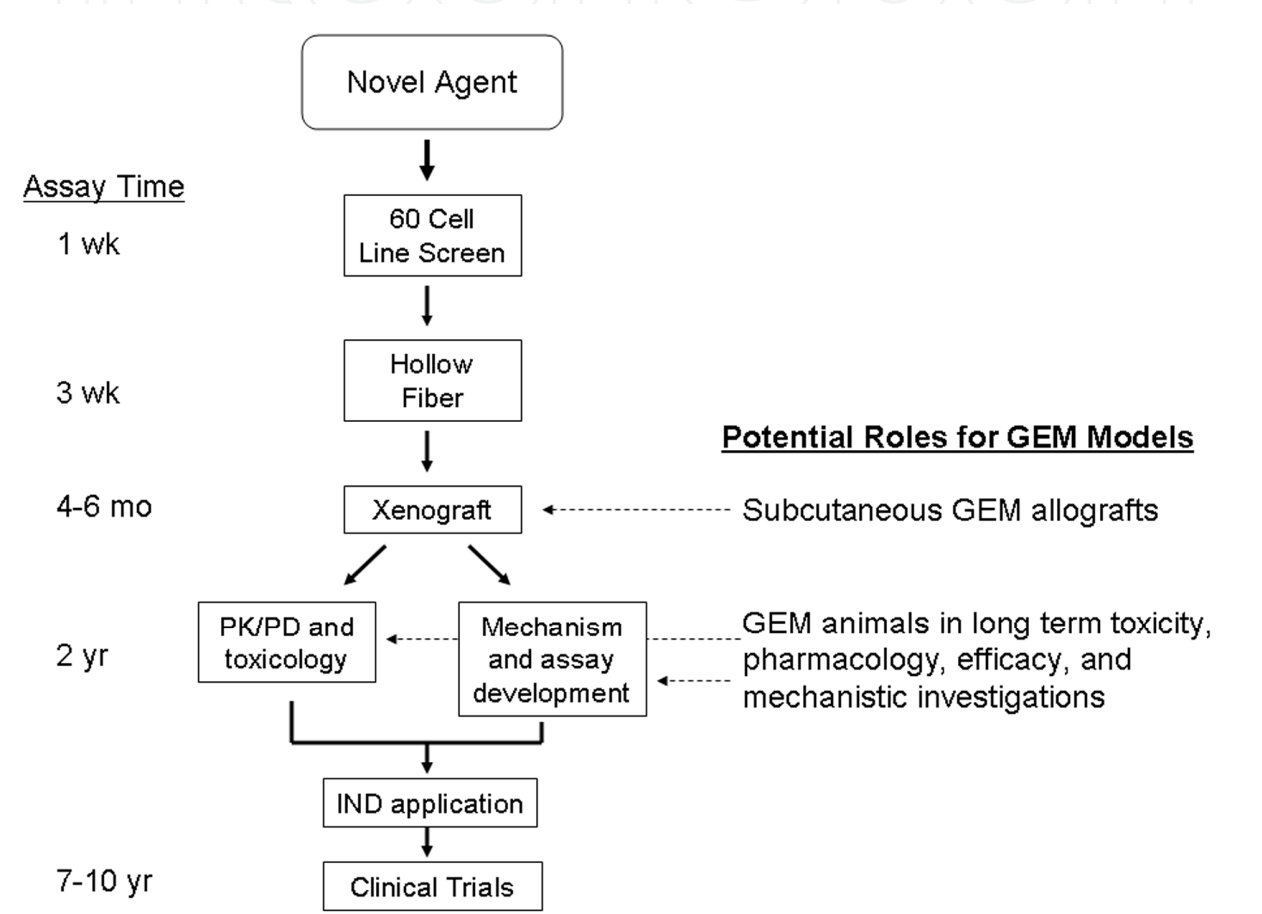 Novel Agent
Assay Time
60 Cell
Line Screen
1 wk
Hollow
Fiber
3 wk
Potential Roles for GEM Models
4-6 mo
Xenograft
Subcutaneous GEM allografts
PK/PD and
toxicology
Mechanism
and assay
development
GEM animals in long term toxicity,
pharmacology, efficacy, and
mechanistic investigations
2 yr
IND application
7-10 yr
Clinical Trials